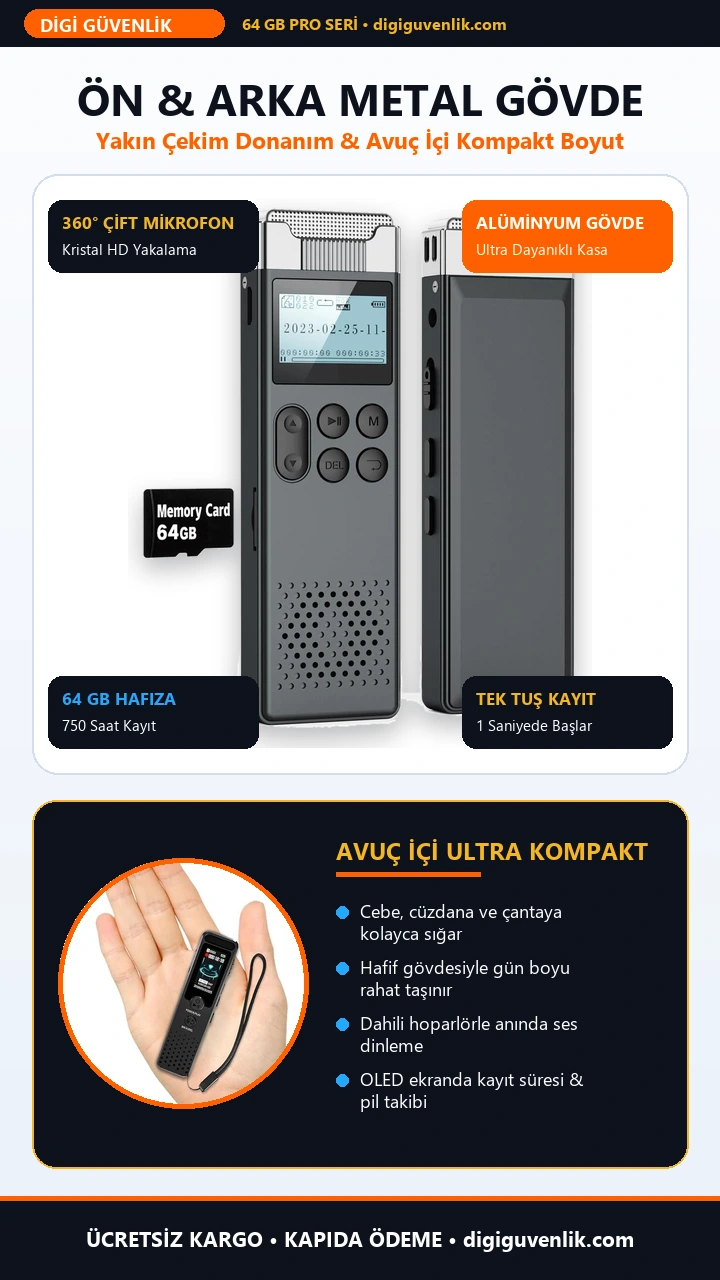 DİGİ GÜVENLİK
64 GB PRO SERİ • digiguvenlik.com
ÖN & ARKA METAL GÖVDE
Yakın Çekim Donanım & Avuç İçi Kompakt Boyut
360° ÇİFT MİKROFON
Kristal HD Yakalama
ALÜMİNYUM GÖVDE
Ultra Dayanıklı Kasa
2023-02-25-11-
000:00:00 000:00:33
M
DEL
Memory Card
64GB
64 GB HAFIZA
750 Saat Kayıt
TEK TUŞ KAYIT
1 Saniyede Başlar
AVUÇ İÇİ ULTRA KOMPAKT
Cebe, cüzdana ve çantaya
kolayca sığar
Hafif gövdesiyle gün boyu
rahat taşınır
Dahili hoparlörle anında ses
dinleme
OLED ekranda kayıt süresi &
pil takibi
ÜCRETSİZ KARGO • KAPIDA ÖDEME • digiguvenlik.com